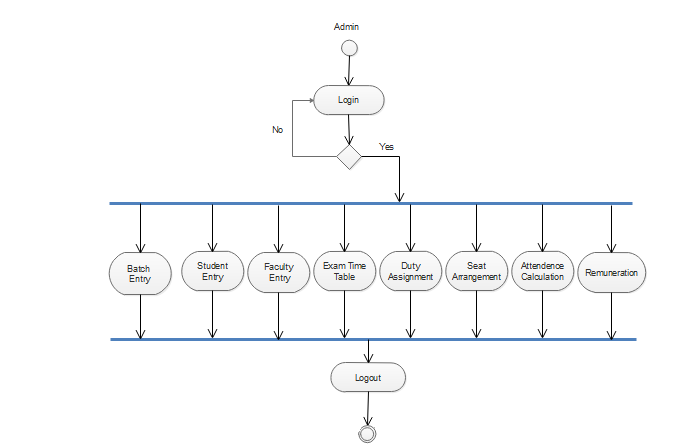 Admin
Login
No
Yes
Batch
Entry
Student
Entry
Faculty
Entry
Exam Time
Table
Duty
Assignment
Seat
Arrangement
Attendence
Calculation
Remuneration
Logout